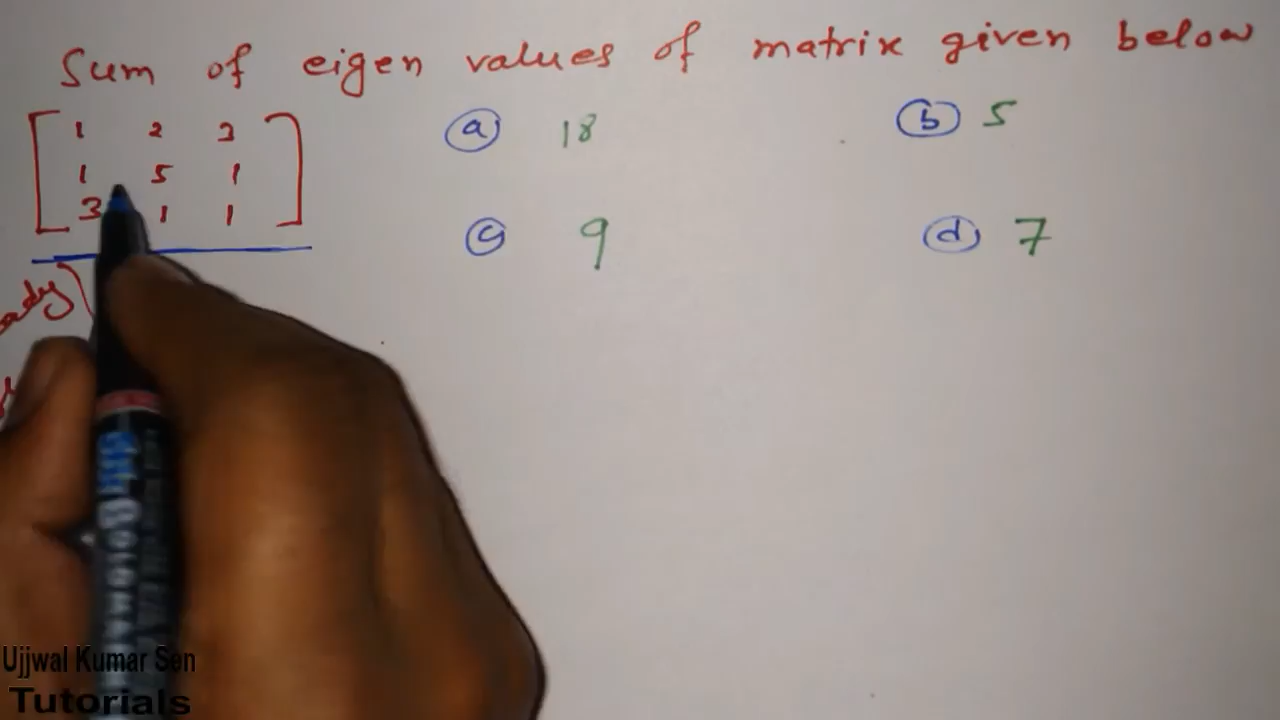 Sum of eigen values of matrix given below
1 2 3
1 5 1
3 1 1
a 18
b 5
c 9
d 7
Ujjwal Kumar Sen
Tutorials